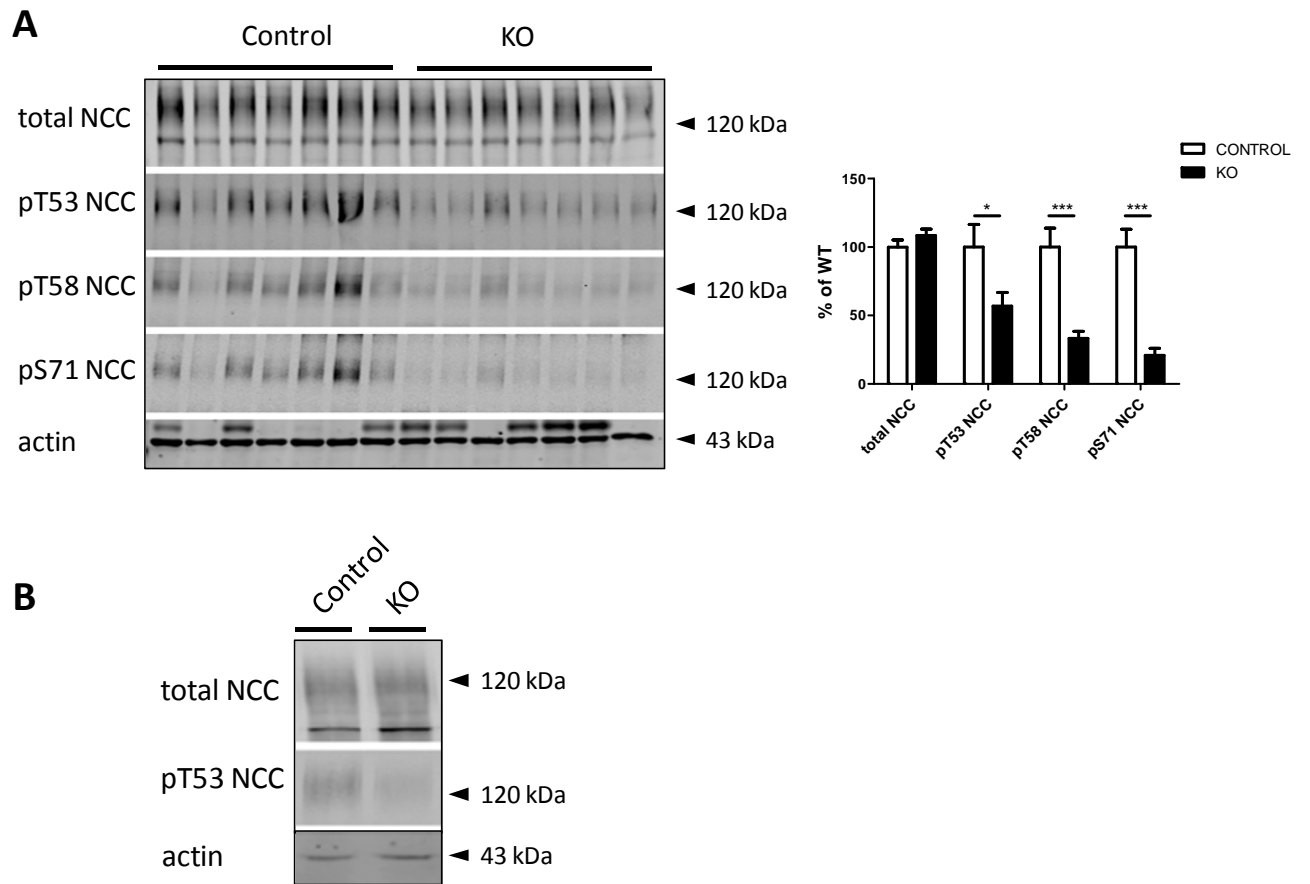 A
Control
KO
total NCC
◄ 120 kDa
pT53 NCC
◄ 120 kDa
pT58 NCC
◄ 120 kDa
pS71 NCC
◄ 120 kDa
actin
◄ 43 kDa
CONTROL
KO
% of WT
150
100
50
0
*
***
***
total NCC
pT53 NCC
pT58 NCC
pS71 NCC
B
Control
KO
total NCC
◄ 120 kDa
pT53 NCC
◄ 120 kDa
actin
◄ 43 kDa